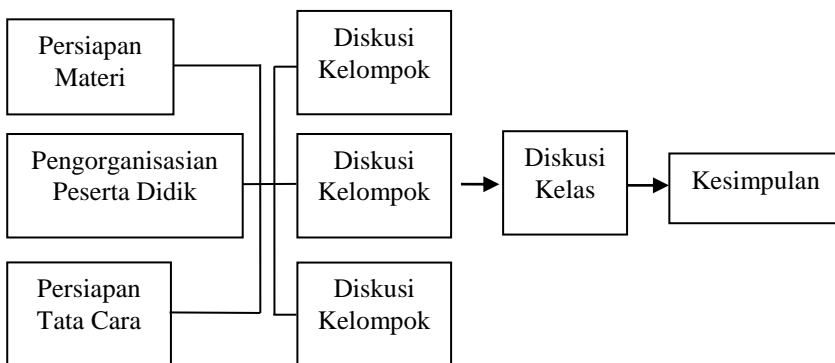 Persiapan
Materi
Pengorganisasian
Peserta Didik
Persiapan
Tata Cara
Diskusi
Kelompok
Diskusi
Kelompok
Diskusi
Kelompok
Diskusi
Kelas
Kesimpulan